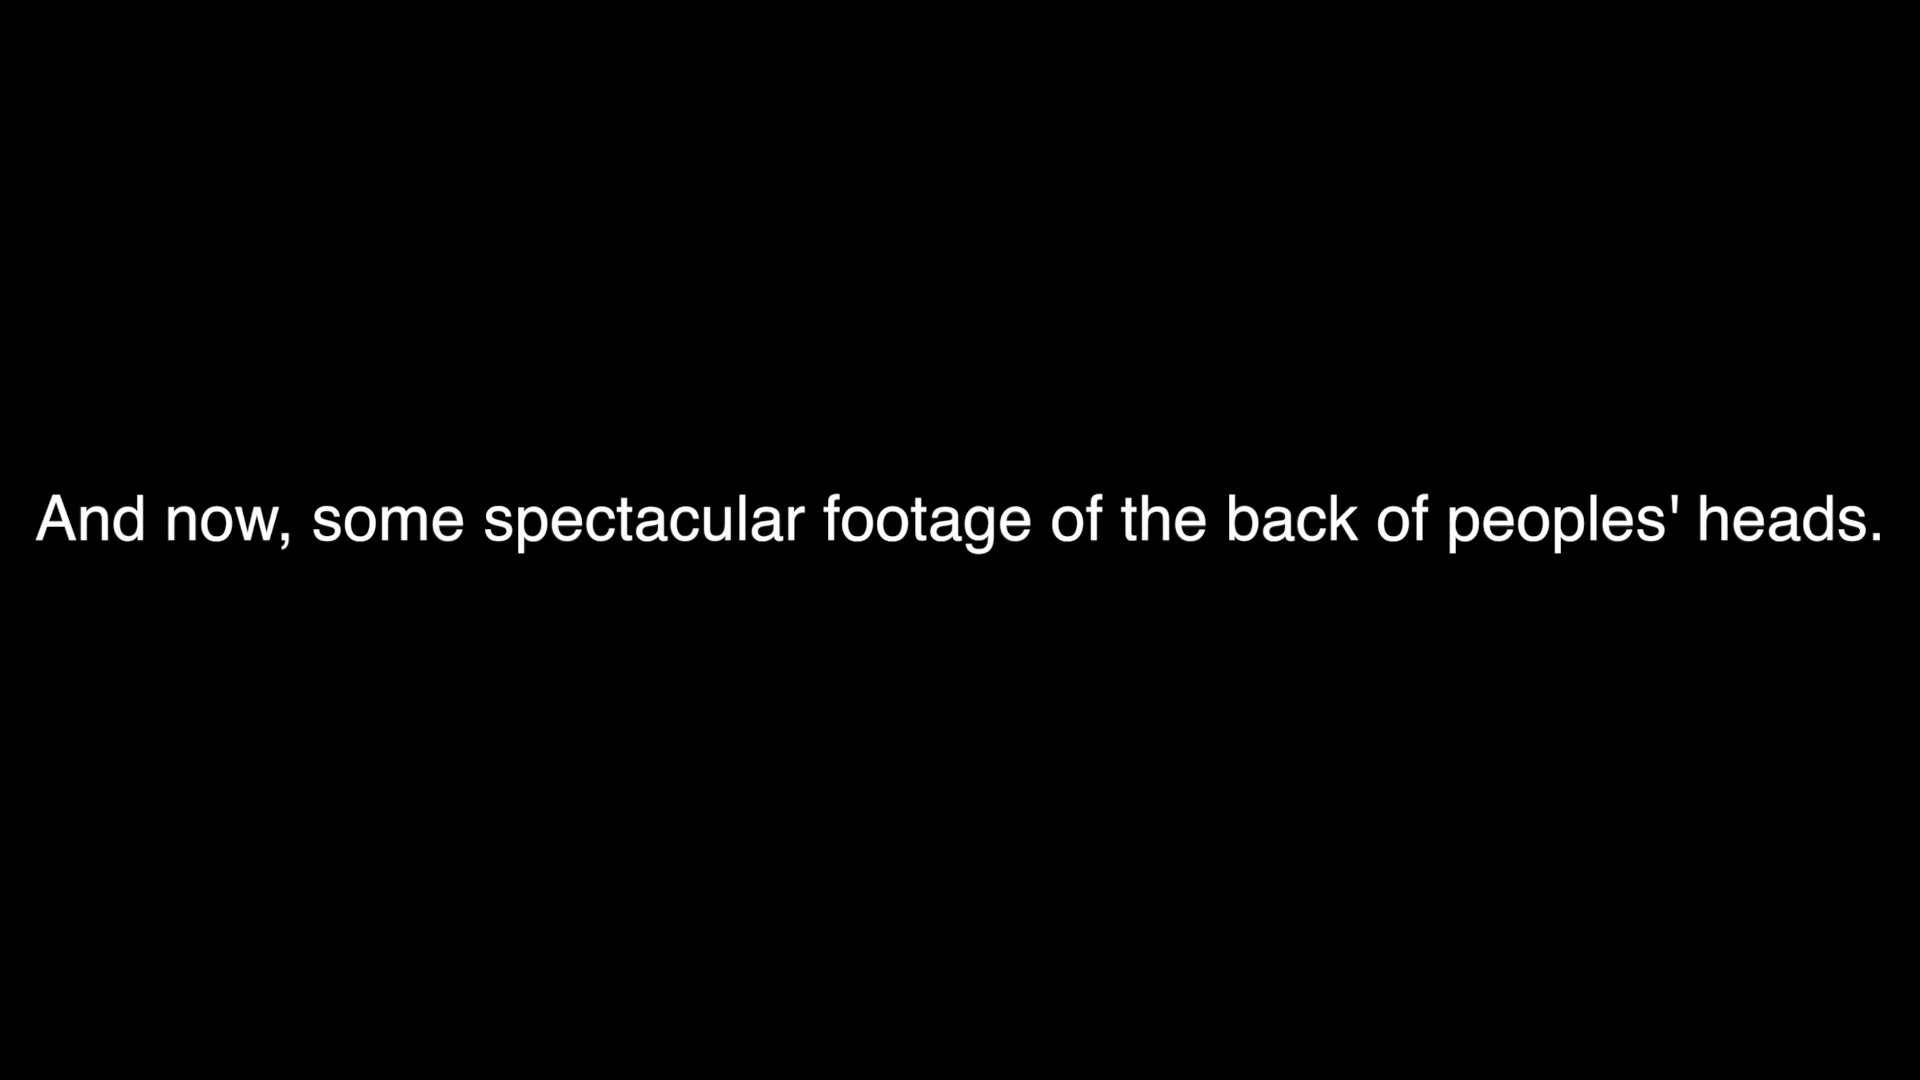 And now, some spectacular footage of the back of peoples' heads.